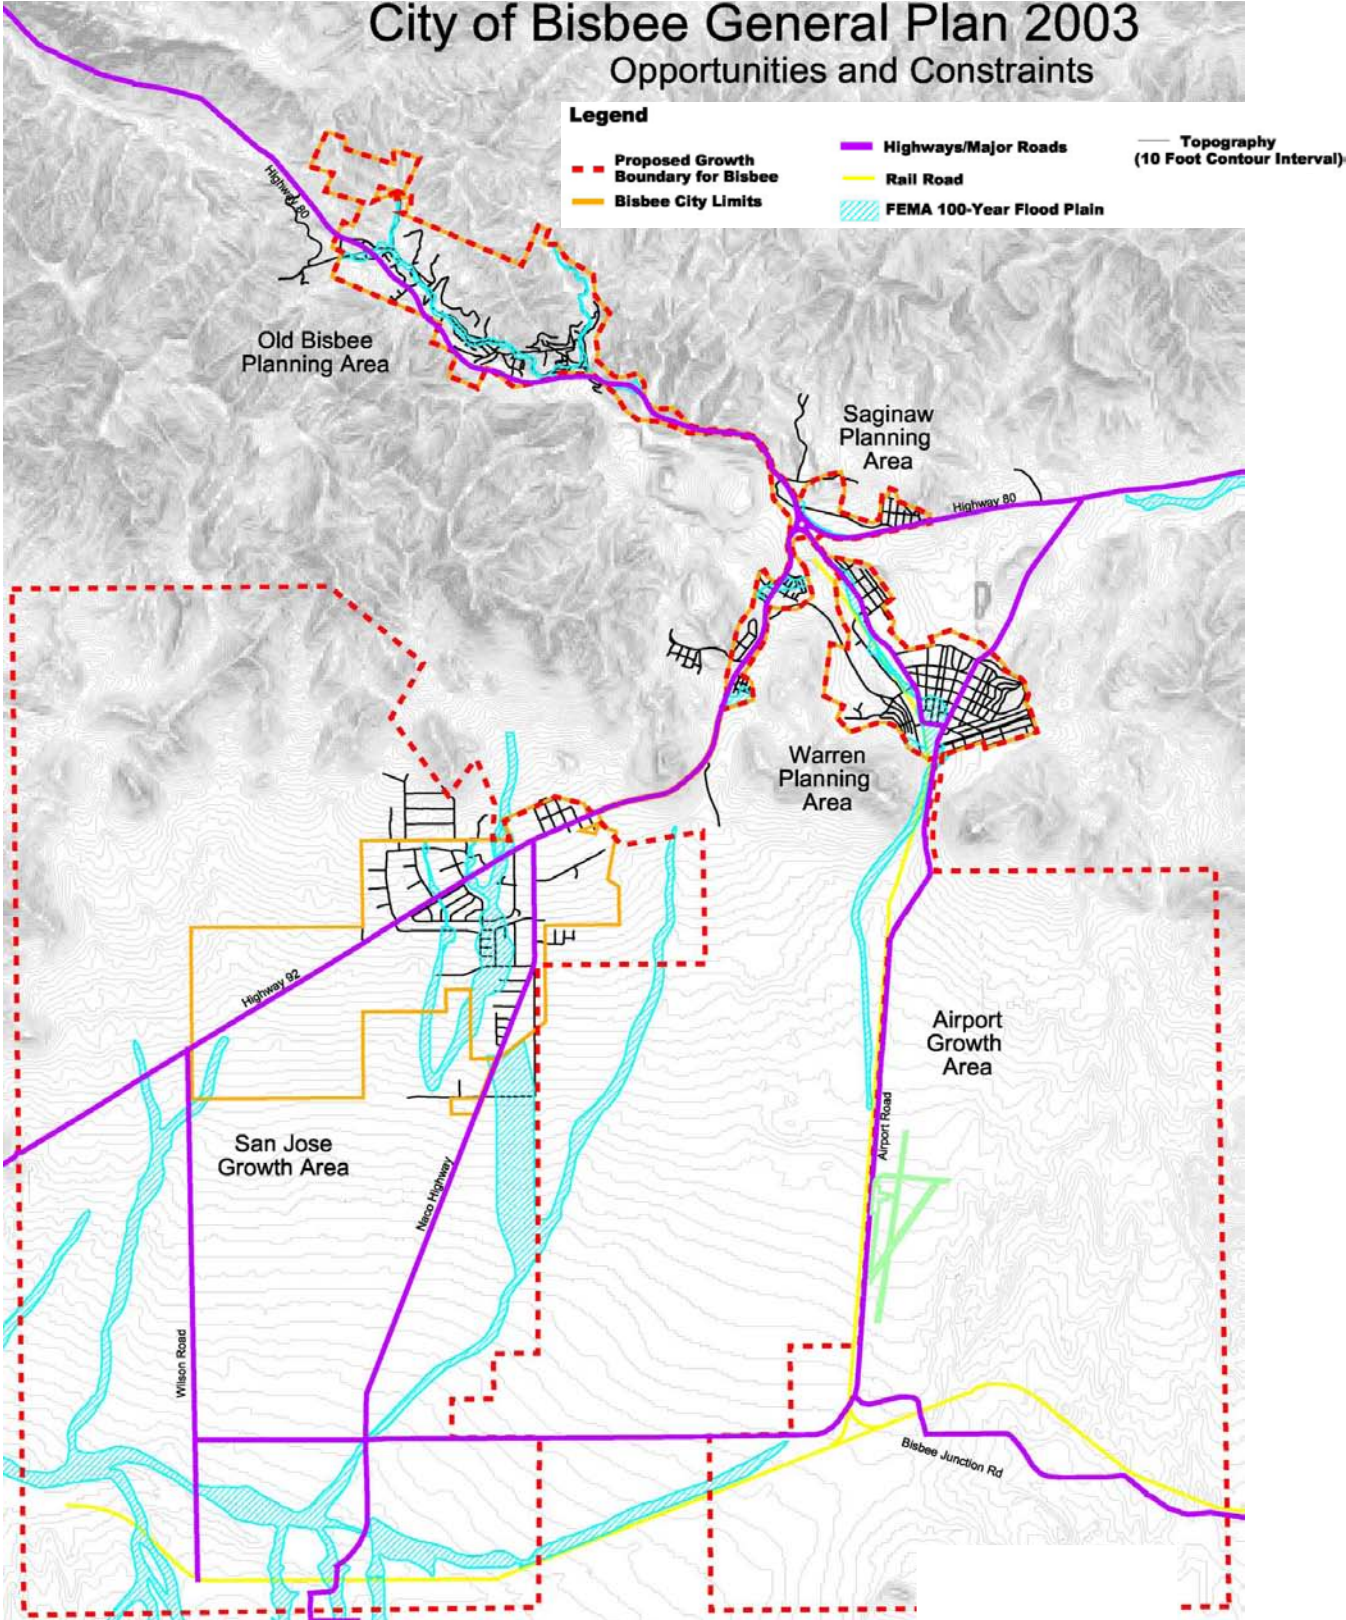 City of Bisbee General Plan 2003
Opportunities and Constraints
Legend
Proposed Growth
Boundary for Bisbee
Bisbee City Limits
Highways/Major Roads
Rail Road
FEMA 100-Year Flood Plain
Topography
(10 Foot Contour Interval)
Highway 80
Old Bisbee
Planning Area
Saginaw
Planning
Area
Highway 80
Warren
Planning
Area
Highway 92
Airport
Growth
Area
Airport Road
San Jose
Growth Area
Naco Highway
Wilson Road
Bisbee Junction Rd